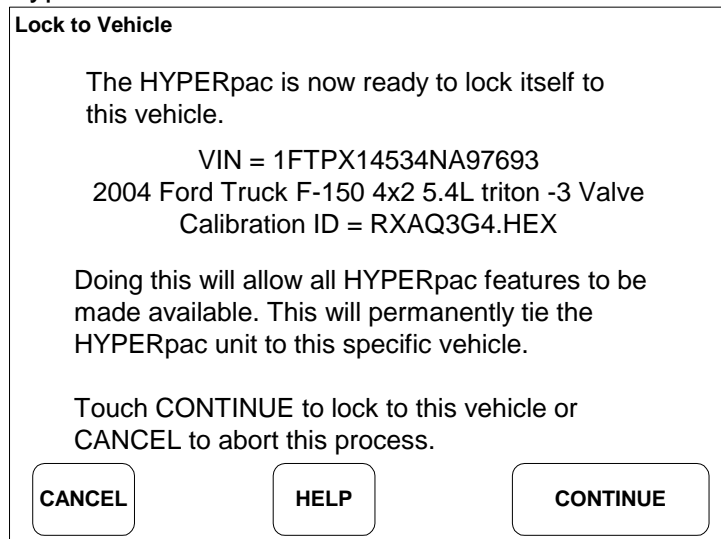 Lock to Vehicle
The HYPERpac is now ready to lock itself to
this vehicle.
VIN = 1FTPX14534NA97693
2004 Ford Truck F-150 4x2 5.4L triton -3 Valve
Calibration ID = RXAQ3G4.HEX
Doing this will allow all HYPERpac features to be
made available. This will permanently tie the
HYPERpac unit to this specific vehicle.
Touch CONTINUE to lock to this vehicle or
CANCEL to abort this process.
CANCEL HELP CONTINUE